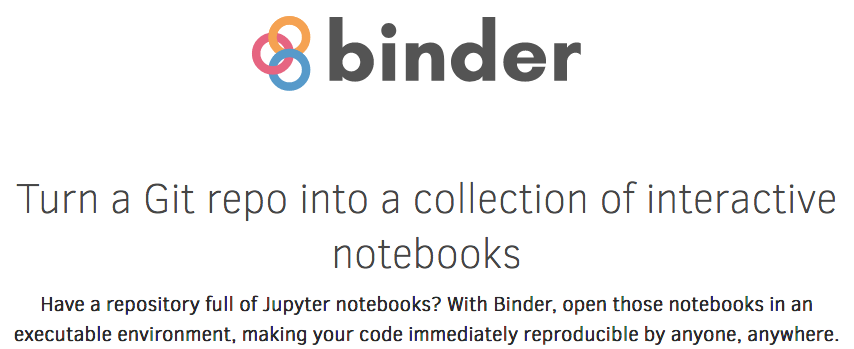 binder
Turn a Git repo into a collection of interactive
notebooks
Have a repository full of Jupyter notebooks? With Binder, open those notebooks in an
executable environment, making your code immediately reproducible by anyone, anywhere.